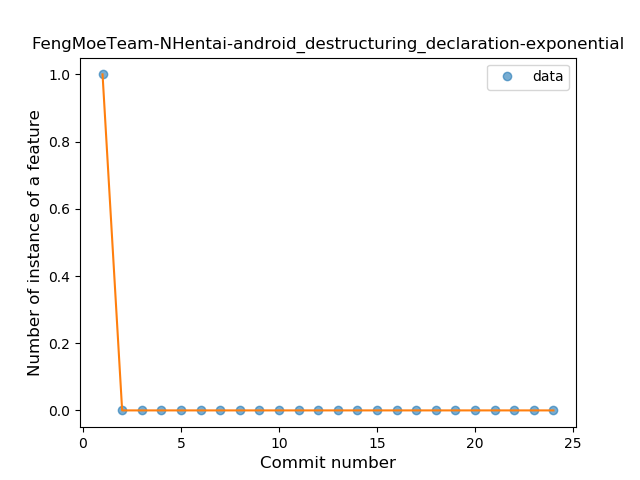 FengMoeTeam-NHentai-android_destructuring_declaration-exponential
data
Number of instance of a feature
1.0
0.8
0.6
0.4
0.2
0.0
0 5 10 15 20 25
Commit number